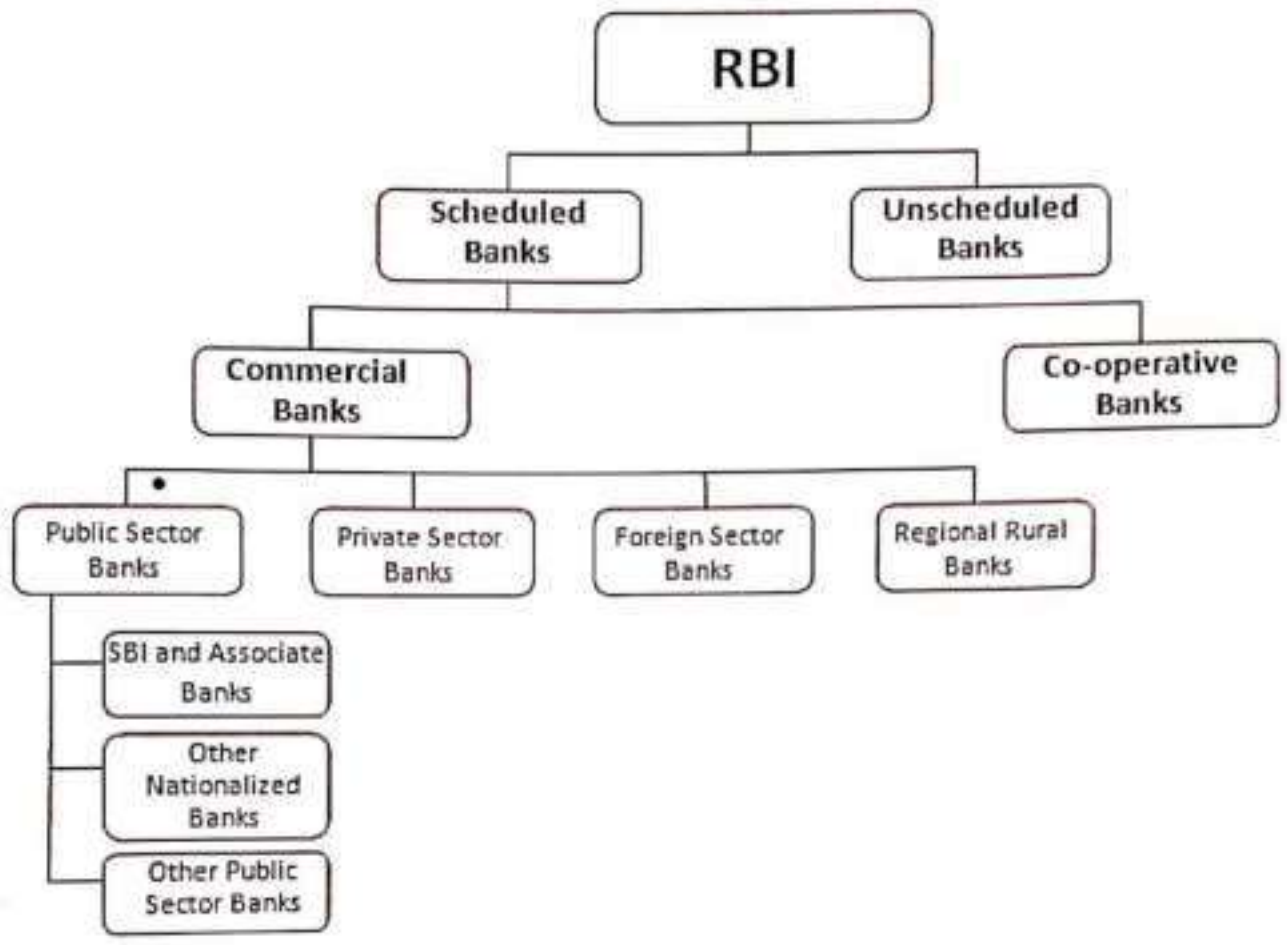 RBI
Scheduled
Banks
Unscheduled
Banks
Commercial
Banks
Co-operative
Banks
Public Sector
Banks
Private Sector
Banks
Foreign Sector
Banks
Regional Rural
Banks
SBI and Associate
Banks
Other
Nationalized
Banks
Other Public
Sector Banks